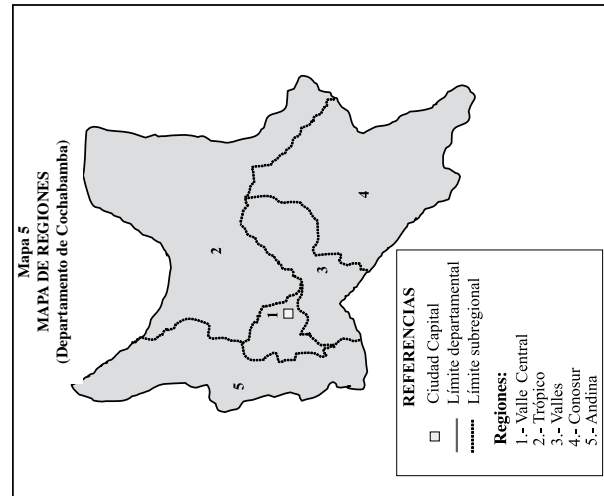 Mapa 5
MAPA DE REGIONES
(Departamento de Cochabamba)
2
4
3
1
5
REFERENCIAS
Ciudad Capital
Límite departamental
Límite subregional
Regiones:
1.- Valle Central
2.- Trópico
3.- Valles
4.- Conosur
5.- Andina